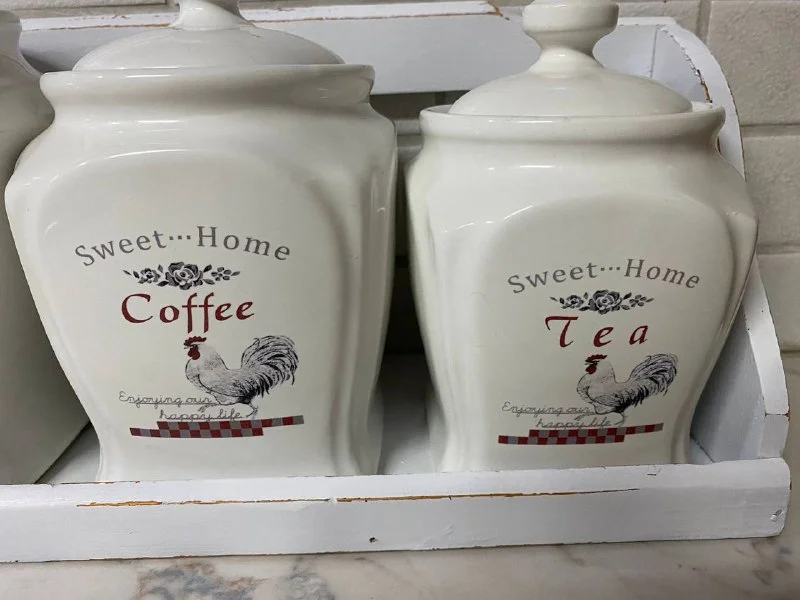 Sweet···Home
Coffee
Enjoying our
happy life
Sweet···Home
Tea
Enjoying our
happy life